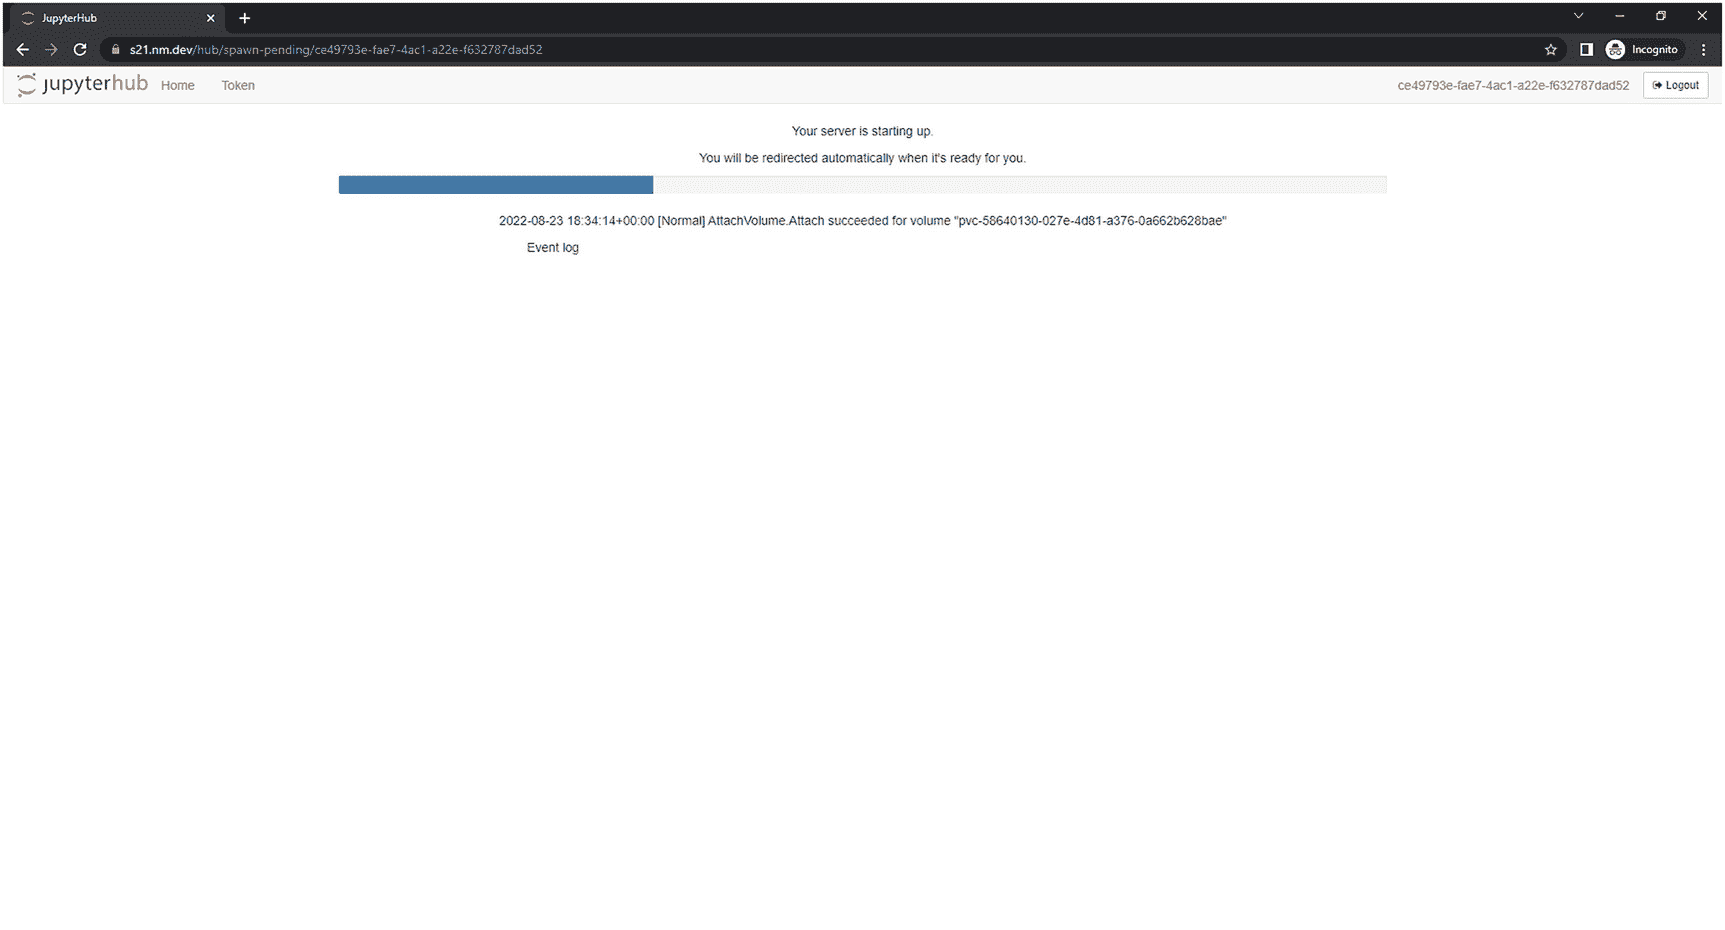 JupyterHub
s21.nm.dev/hub/spawn-pending/ce49793e-fae7-4ac1-a22e-f632787dad52
Incognito
jupyterhub Home Token ce49793e-fae7-4ac1-a22e-f632787dad52 Logout
Your server is starting up.
You will be redirected automatically when it's ready for you.
2022-08-23 18:34:14+00:00 [Normal] AttachVolume.Attach succeeded for volume "pvc-58640130-027e-4d81-a376-0a662b628bae"
Event log